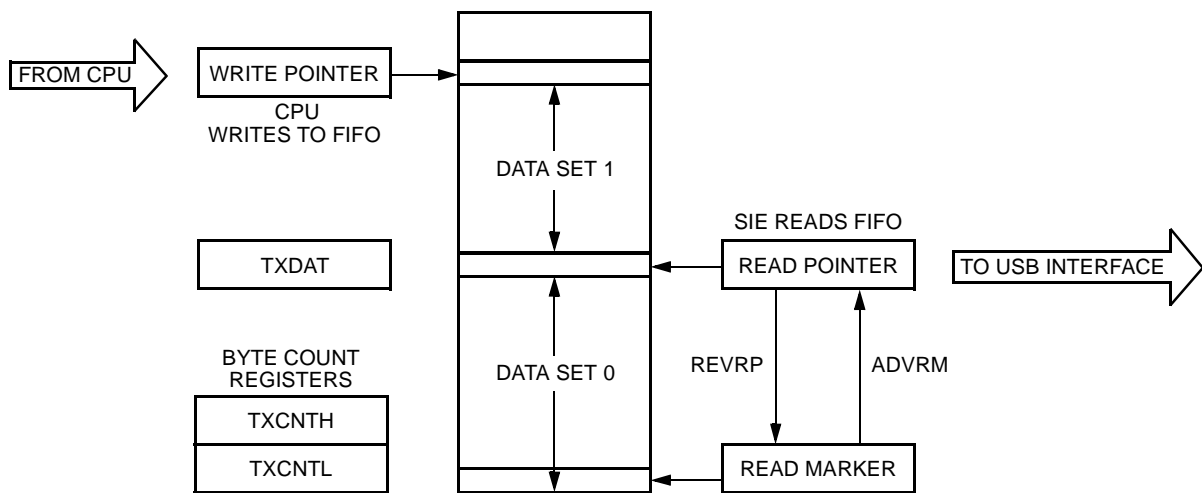 FROM CPU
WRITE POINTER
CPU
WRITES TO FIFO
DATA SET 1
SIE READS FIFO
TXDAT
READ POINTER
TO USB INTERFACE
BYTE COUNT
REGISTERS
DATA SET 0
REVRP
ADVRM
TXCNTH
TXCNTL
READ MARKER